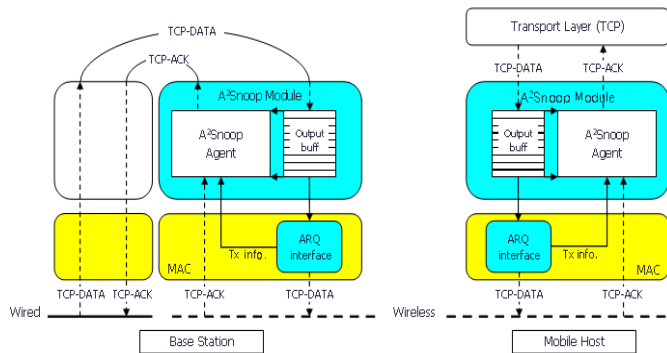 TCP-DATA
TCP-ACK
A²Snoop Module
A²Snoop
Agent
Output
buff
ARQ
interface
Tx info.
MAC
Wired
TCP-DATA
TCP-ACK
TCP-ACK
TCP-DATA
Base Station
Transport Layer (TCP)
TCP-DATA
TCP-ACK
A²Snoop Module
Output
buff
A²Snoop
Agent
ARQ
interface
Tx info.
MAC
Wireless
TCP-DATA
TCP-ACK
Mobile Host